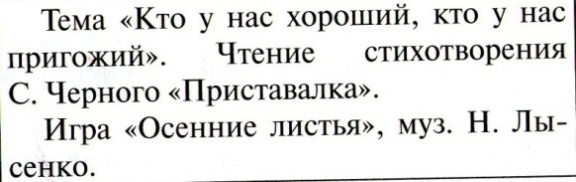 Тема «Кто у нас хороший, кто у нас
пригожий». Чтение стихотворения
С. Черного «Приставалка».
Игра «Осенние листья», муз. Н. Лы-
сенко.